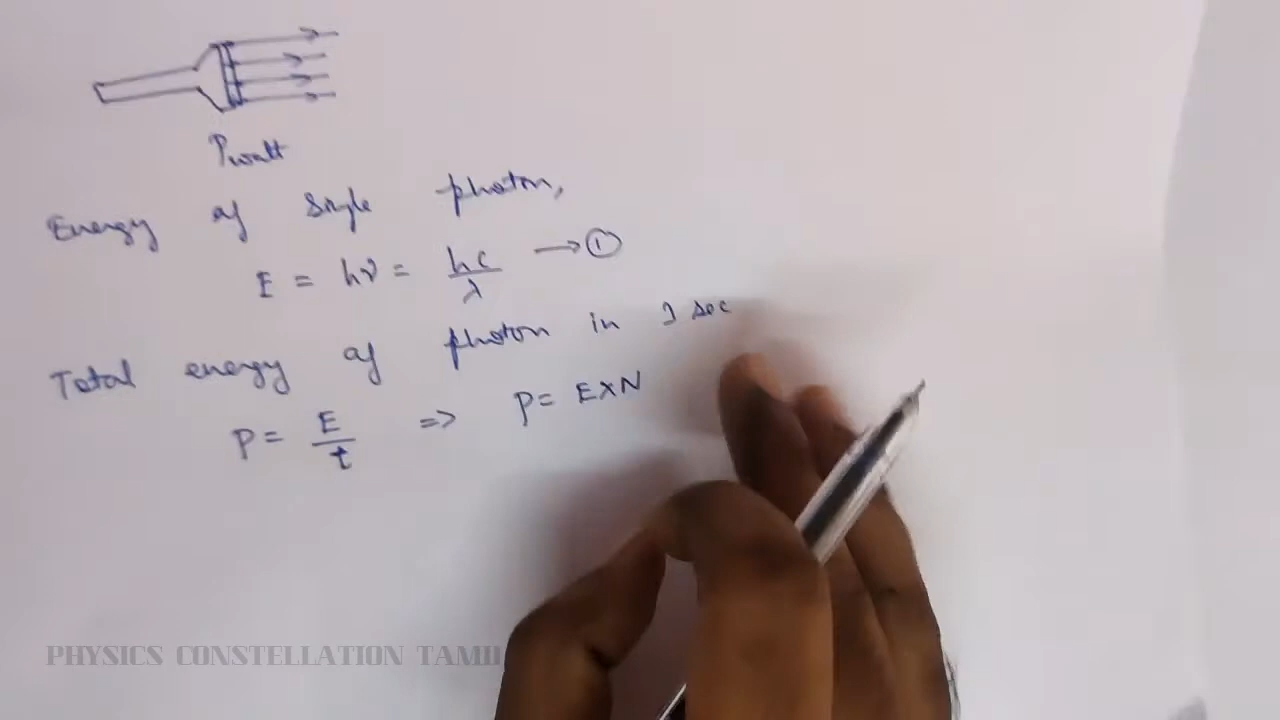 P watt
Energy of Single photon,
E = hν = hc/λ → ①
Total energy of photon in 1 sec
P = E/t => P = E×N
PHYSICS CONSTELLATION TAMIL